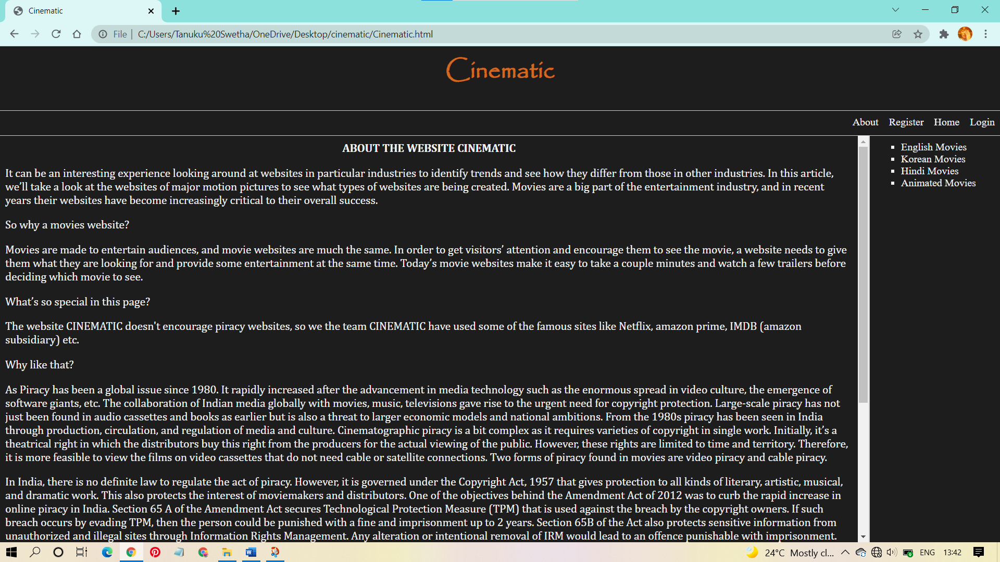 Cinematic
File | C:/Users/Tanuku%20Swetha/OneDrive/Desktop/cinematic/Cinematic.html
Cinematic
About Register Home Login
ABOUT THE WEBSITE CINEMATIC
It can be an interesting experience looking around at websites in particular industries to identify trends and see how they differ from those in other industries. In this article,
we’ll take a look at the websites of major motion pictures to see what types of websites are being created. Movies are a big part of the entertainment industry, and in recent
years their websites have become increasingly critical to their overall success.
So why a movies website?
Movies are made to entertain audiences, and movie websites are much the same. In order to get visitors’ attention and encourage them to see the movie, a website needs to give
them what they are looking for and provide some entertainment at the same time. Today’s movie websites make it easy to take a couple minutes and watch a few trailers before
deciding which movie to see.
What’s so special in this page?
The website CINEMATIC doesn't encourage piracy websites, so we the team CINEMATIC have used some of the famous sites like Netflix, amazon prime, IMDB (amazon
subsidiary) etc.
Why like that?
As Piracy has been a global issue since 1980. It rapidly increased after the advancement in media technology such as the enormous spread in video culture, the emergence of
software giants, etc. The collaboration of Indian media globally with movies, music, televisions gave rise to the urgent need for copyright protection. Large-scale piracy has not
just been found in audio cassettes and books as earlier but is also a threat to larger economic models and national ambitions. From the 1980s piracy has been seen in India
through production, circulation, and regulation of media and culture. Cinematographic piracy is a bit complex as it requires varieties of copyright in single work. Initially, it’s a
theatrical right in which the distributors buy this right from the producers for the actual viewing of the public. However, these rights are limited to time and territory. Therefore,
it is more feasible to view the films on video cassettes that do not need cable or satellite connections. Two forms of piracy found in movies are video piracy and cable piracy.
In India, there is no definite law to regulate the act of piracy. However, it is governed under the Copyright Act, 1957 that gives protection to all kinds of literary, artistic, musical,
and dramatic work. This also protects the interest of moviemakers and distributors. One of the objectives behind the Amendment Act of 2012 was to curb the rapid increase in
online piracy in India. Section 65 A of the Amendment Act secures Technological Protection Measure (TPM) that is used against the breach by the copyright owners. If such
breach occurs by evading TPM, then the person could be punished with a fine and imprisonment up to 2 years. Section 65B of the Act also protects sensitive information from
unauthorized and illegal sites through Information Rights Management. Any alteration or intentional removal of IRM would lead to an offence punishable with imprisonment.
English Movies
Korean Movies
Hindi Movies
Animated Movies
24°C Mostly cl... ENG 13:42